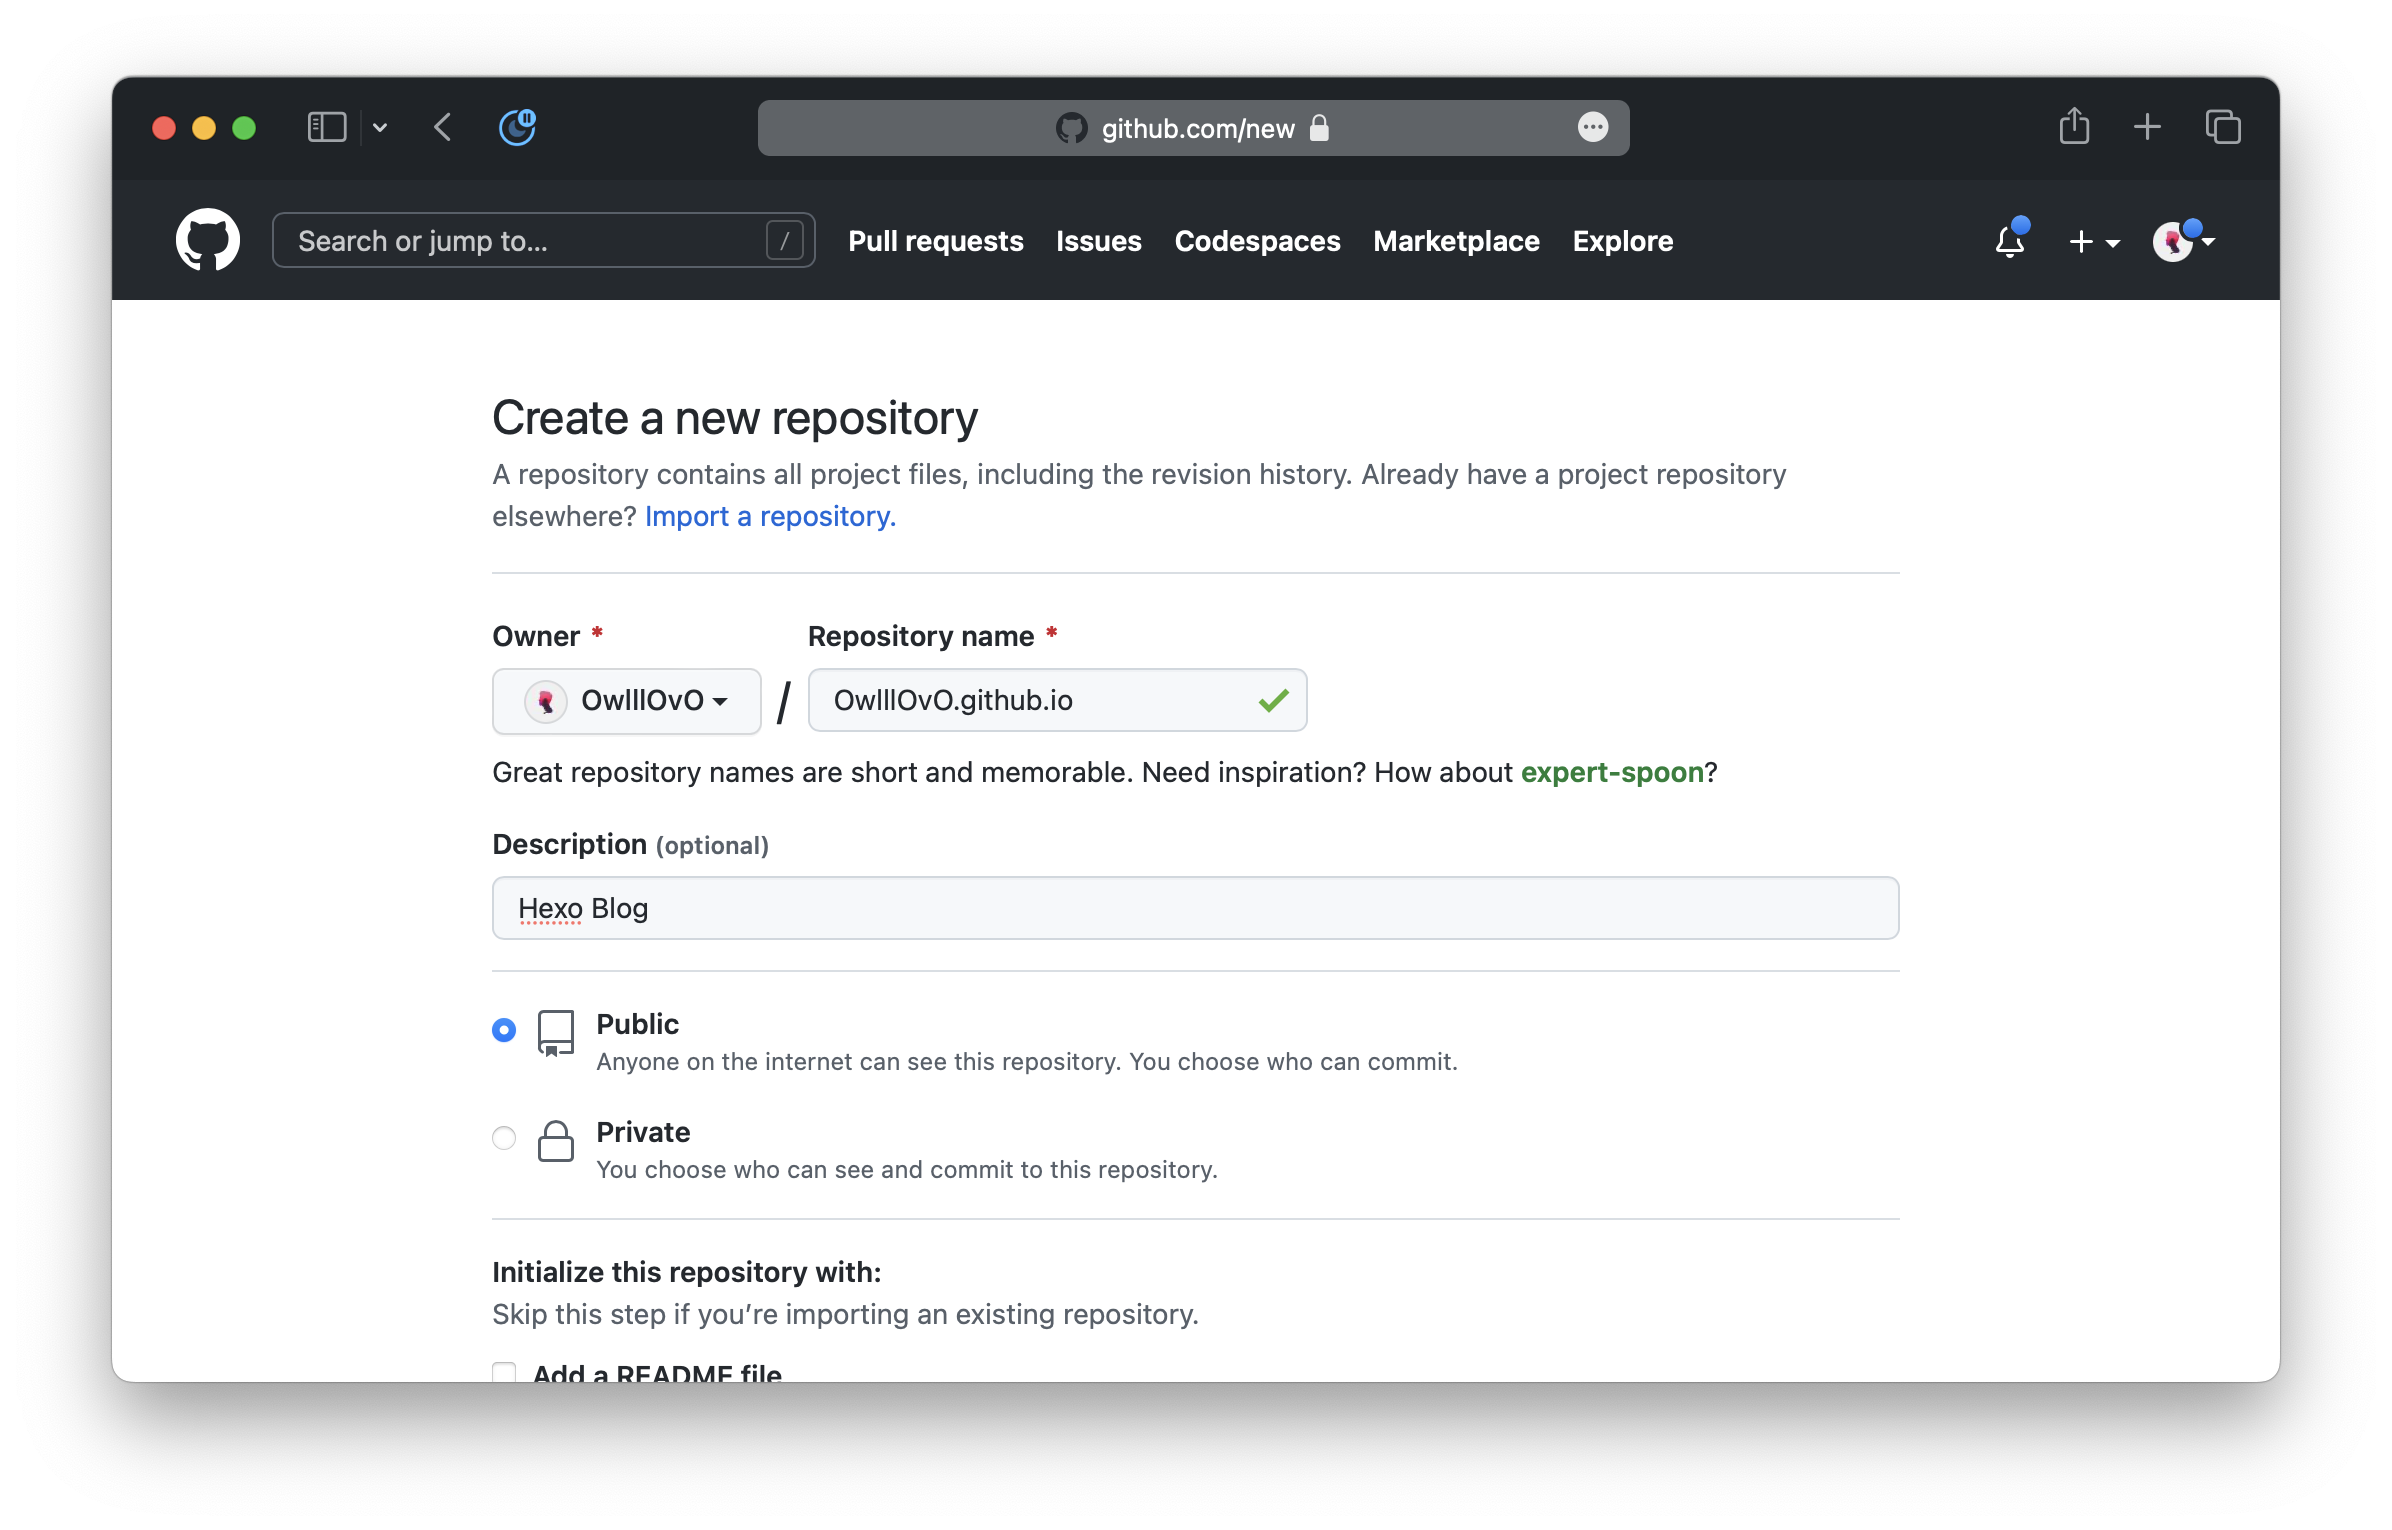 github.com/new
Search or jump to... /
Pull requests Issues Codespaces Marketplace Explore
Create a new repository
A repository contains all project files, including the revision history. Already have a project repository
elsewhere? Import a repository.
Owner * Repository name *
OwlllOvO / OwlllOvO.github.io
Great repository names are short and memorable. Need inspiration? How about expert-spoon?
Description (optional)
Hexo Blog
Public
Anyone on the internet can see this repository. You choose who can commit.
Private
You choose who can see and commit to this repository.
Initialize this repository with:
Skip this step if you’re importing an existing repository.
Add a README file